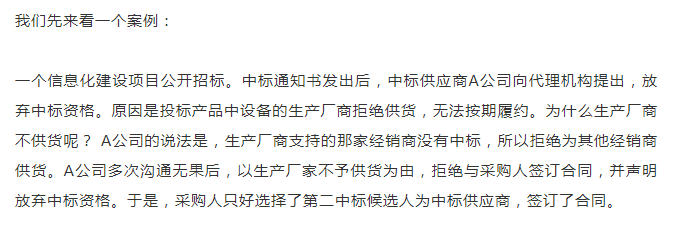 我们先来看一个案例：
一个信息化建设项目公开招标。中标通知书发出后，中标供应商A公司向代理机构提出，放
弃中标资格。原因是投标产品中设备的生产厂商拒绝供货，无法按期履约。为什么生产厂商
不供货呢？ A公司的说法是，生产厂商支持的那家经销商没有中标，所以拒绝为其他经销商
供货。A公司多次沟通无果后，以生产厂家不予供货为由，拒绝与采购人签订合同，并声明
放弃中标资格。于是，采购人只好选择了第二中标候选人为中标供应商，签订了合同。